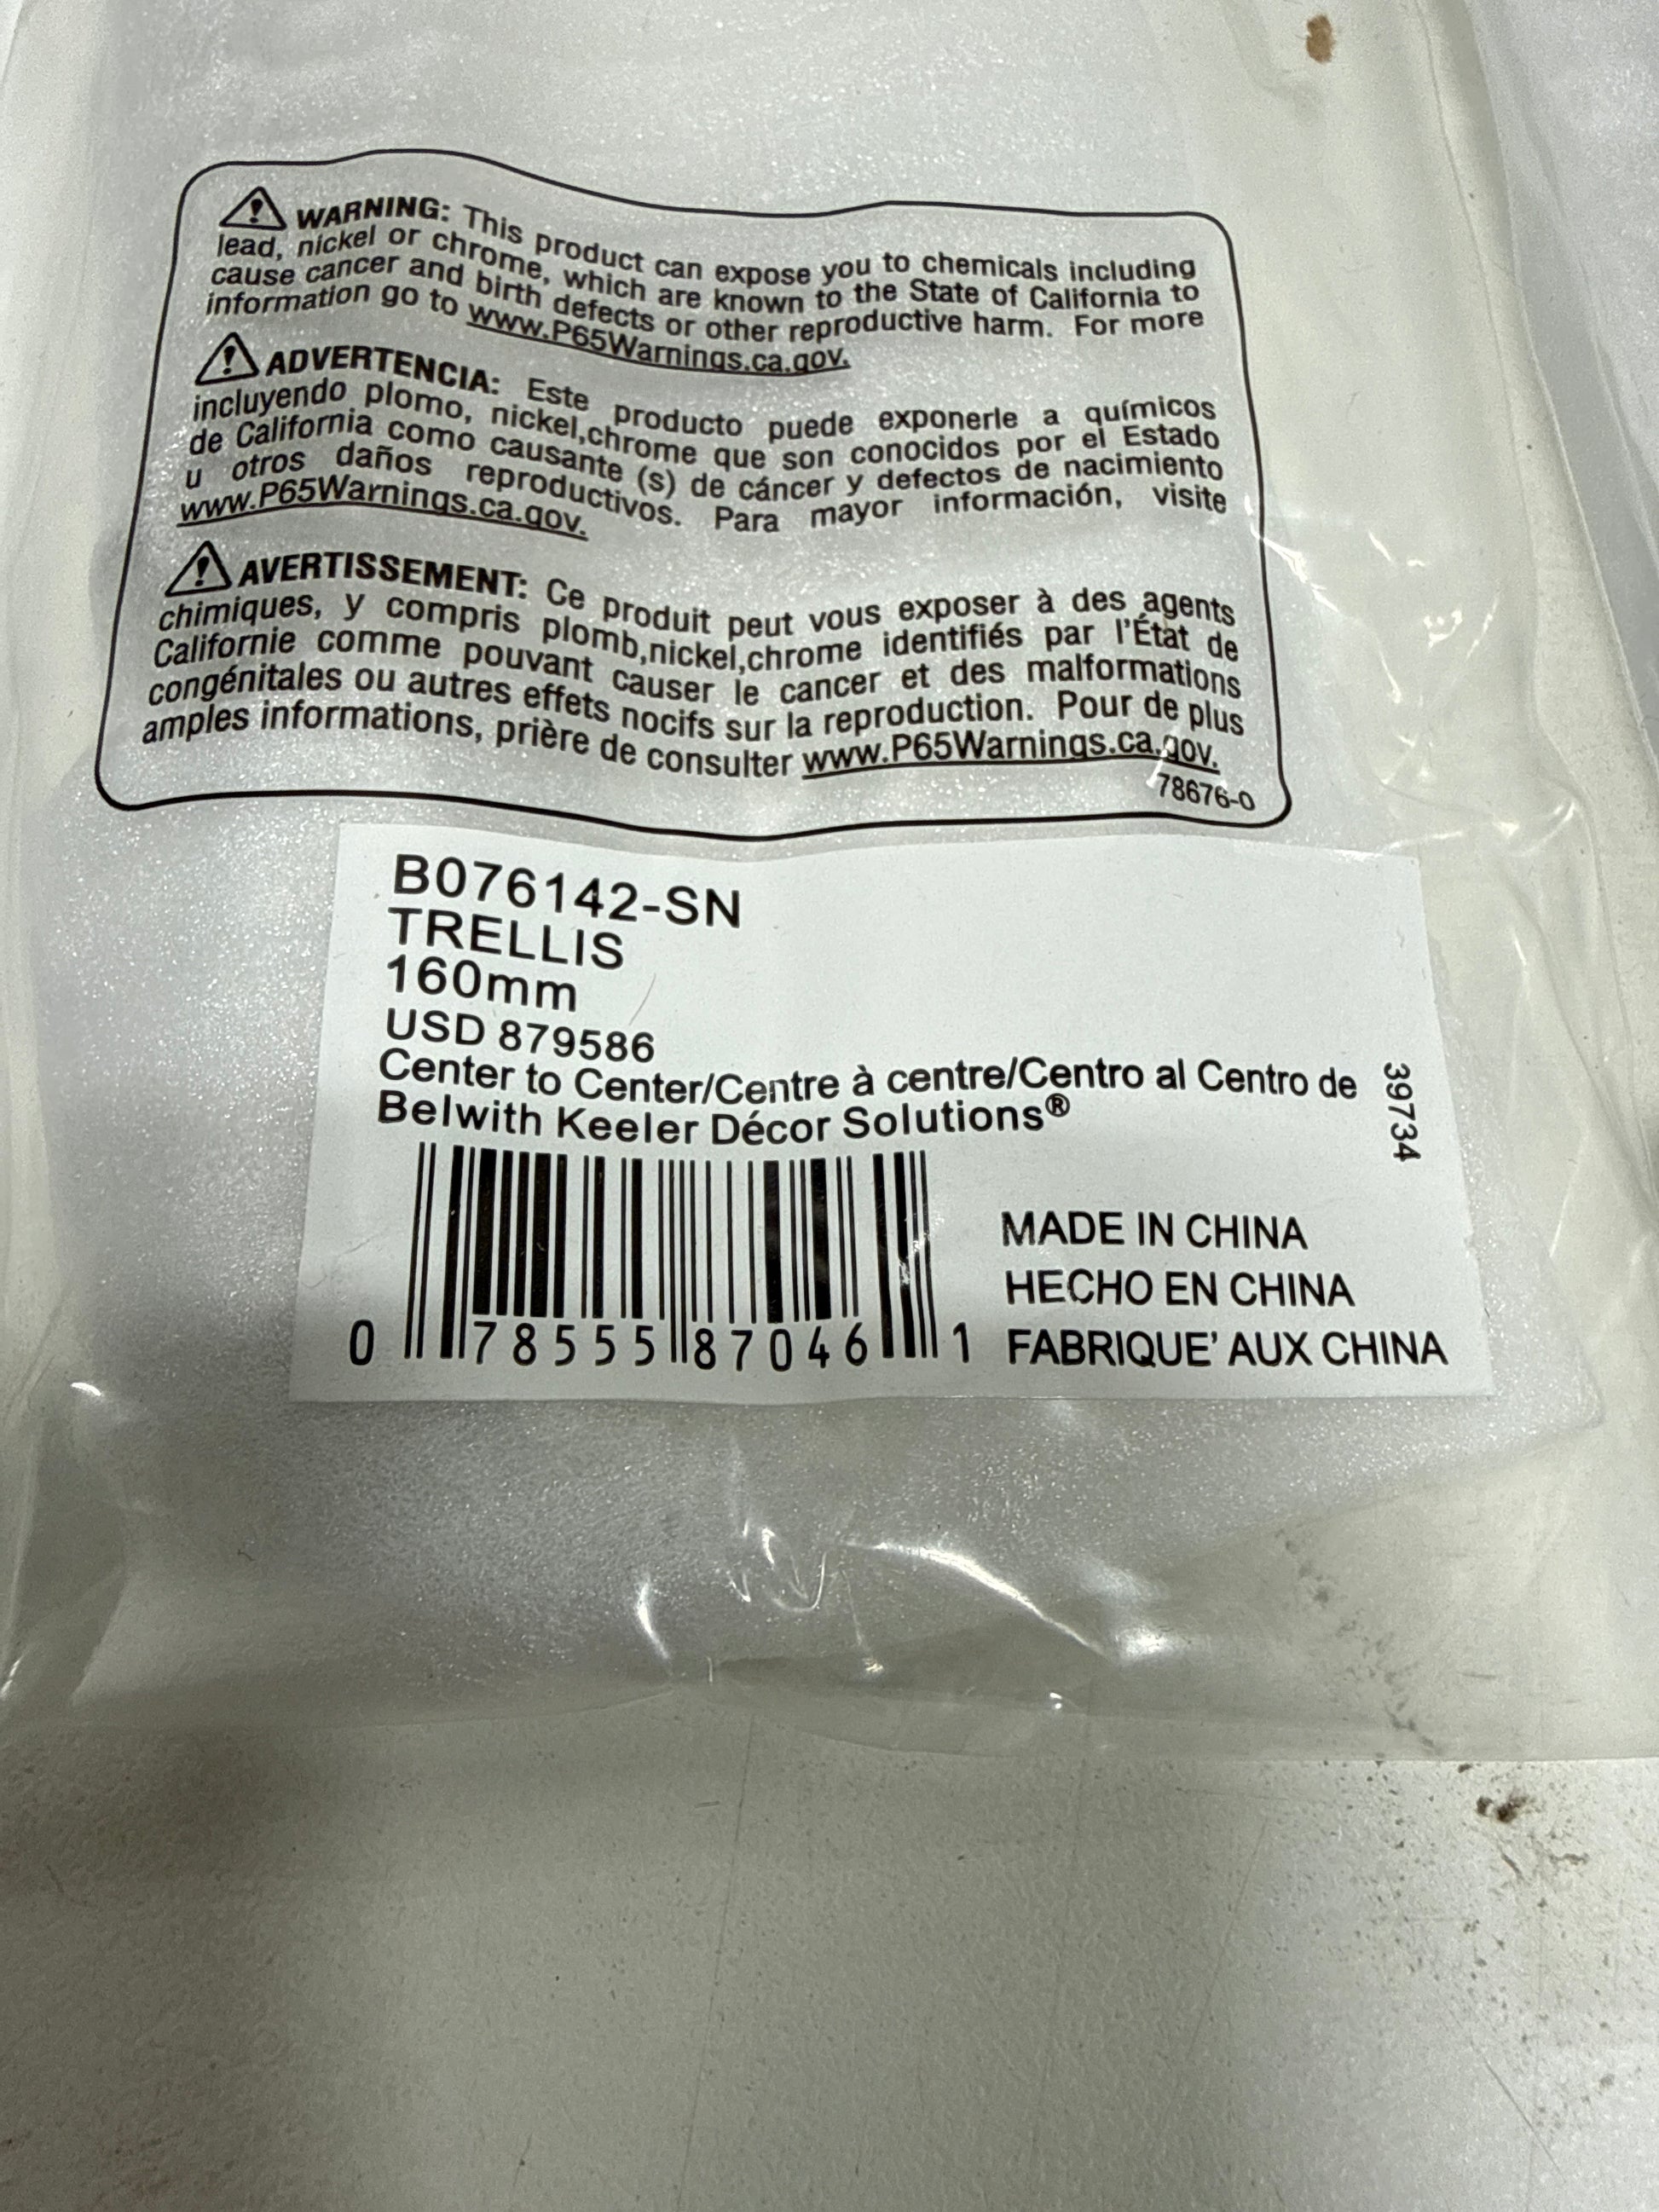 ⚠ WARNING: This product can expose you to chemicals including
lead, nickel or chrome, which are known to the State of California to
cause cancer and birth defects or other reproductive harm. For more
information go to www.P65Warnings.ca.gov.
⚠ ADVERTENCIA: Este producto puede exponerle a químicos
incluyendo plomo, nickel,chrome que son conocidos por el Estado
de California como causante (s) de cáncer y defectos de nacimiento
u otros daños reproductivos. Para mayor información, visite
www.P65Warnings.ca.gov.
⚠ AVERTISSEMENT: Ce produit peut vous exposer à des agents
chimiques, y compris plomb,nickel,chrome identifiés par l'État de
Californie comme pouvant causer le cancer et des malformations
congénitales ou autres effets nocifs sur la reproduction. Pour de plus
amples informations, prière de consulter www.P65Warnings.ca.gov.
78676-0
B076142-SN
TRELLIS
160mm
USD 879586
Center to Center/Centre à centre/Centro al Centro de
Belwith Keeler Décor Solutions®
39734
MADE IN CHINA
HECHO EN CHINA
FABRIQUE' AUX CHINA
0 78555 87046 1